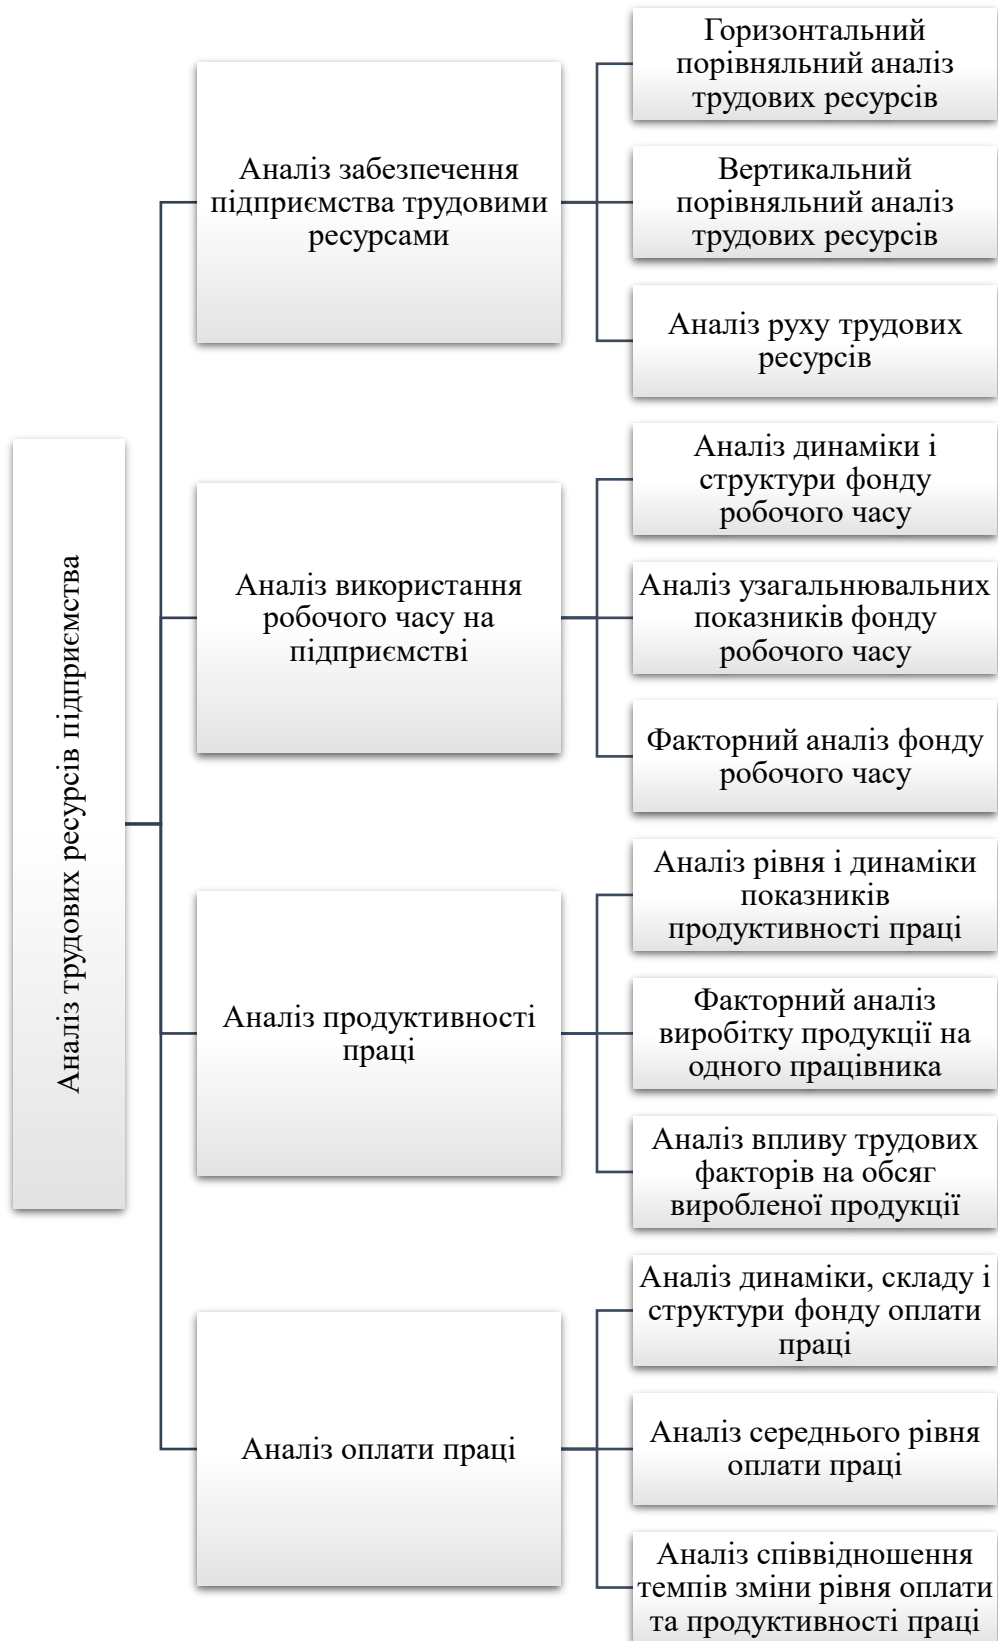 Аналіз трудових ресурсів підприємства
Аналіз забезпечення
підприємства трудовими
ресурсами
Горизонтальний
порівняльний аналіз
трудових ресурсів
Вертикальний
порівняльний аналіз
трудових ресурсів
Аналіз руху трудових
ресурсів
Аналіз використання
робочого часу на
підприємстві
Аналіз динаміки і
структури фонду
робочого часу
Аналіз узагальнювальних
показників фонду
робочого часу
Факторний аналіз фонду
робочого часу
Аналіз продуктивності
праці
Аналіз рівня і динаміки
показників
продуктивності праці
Факторний аналіз
виробітку продукції на
одного працівника
Аналіз впливу трудових
факторів на обсяг
виробленої продукції
Аналіз оплати праці
Аналіз динаміки, складу і
структури фонду оплати
праці
Аналіз середнього рівня
оплати праці
Аналіз співвідношення
темпів зміни рівня оплати
та продуктивності праці